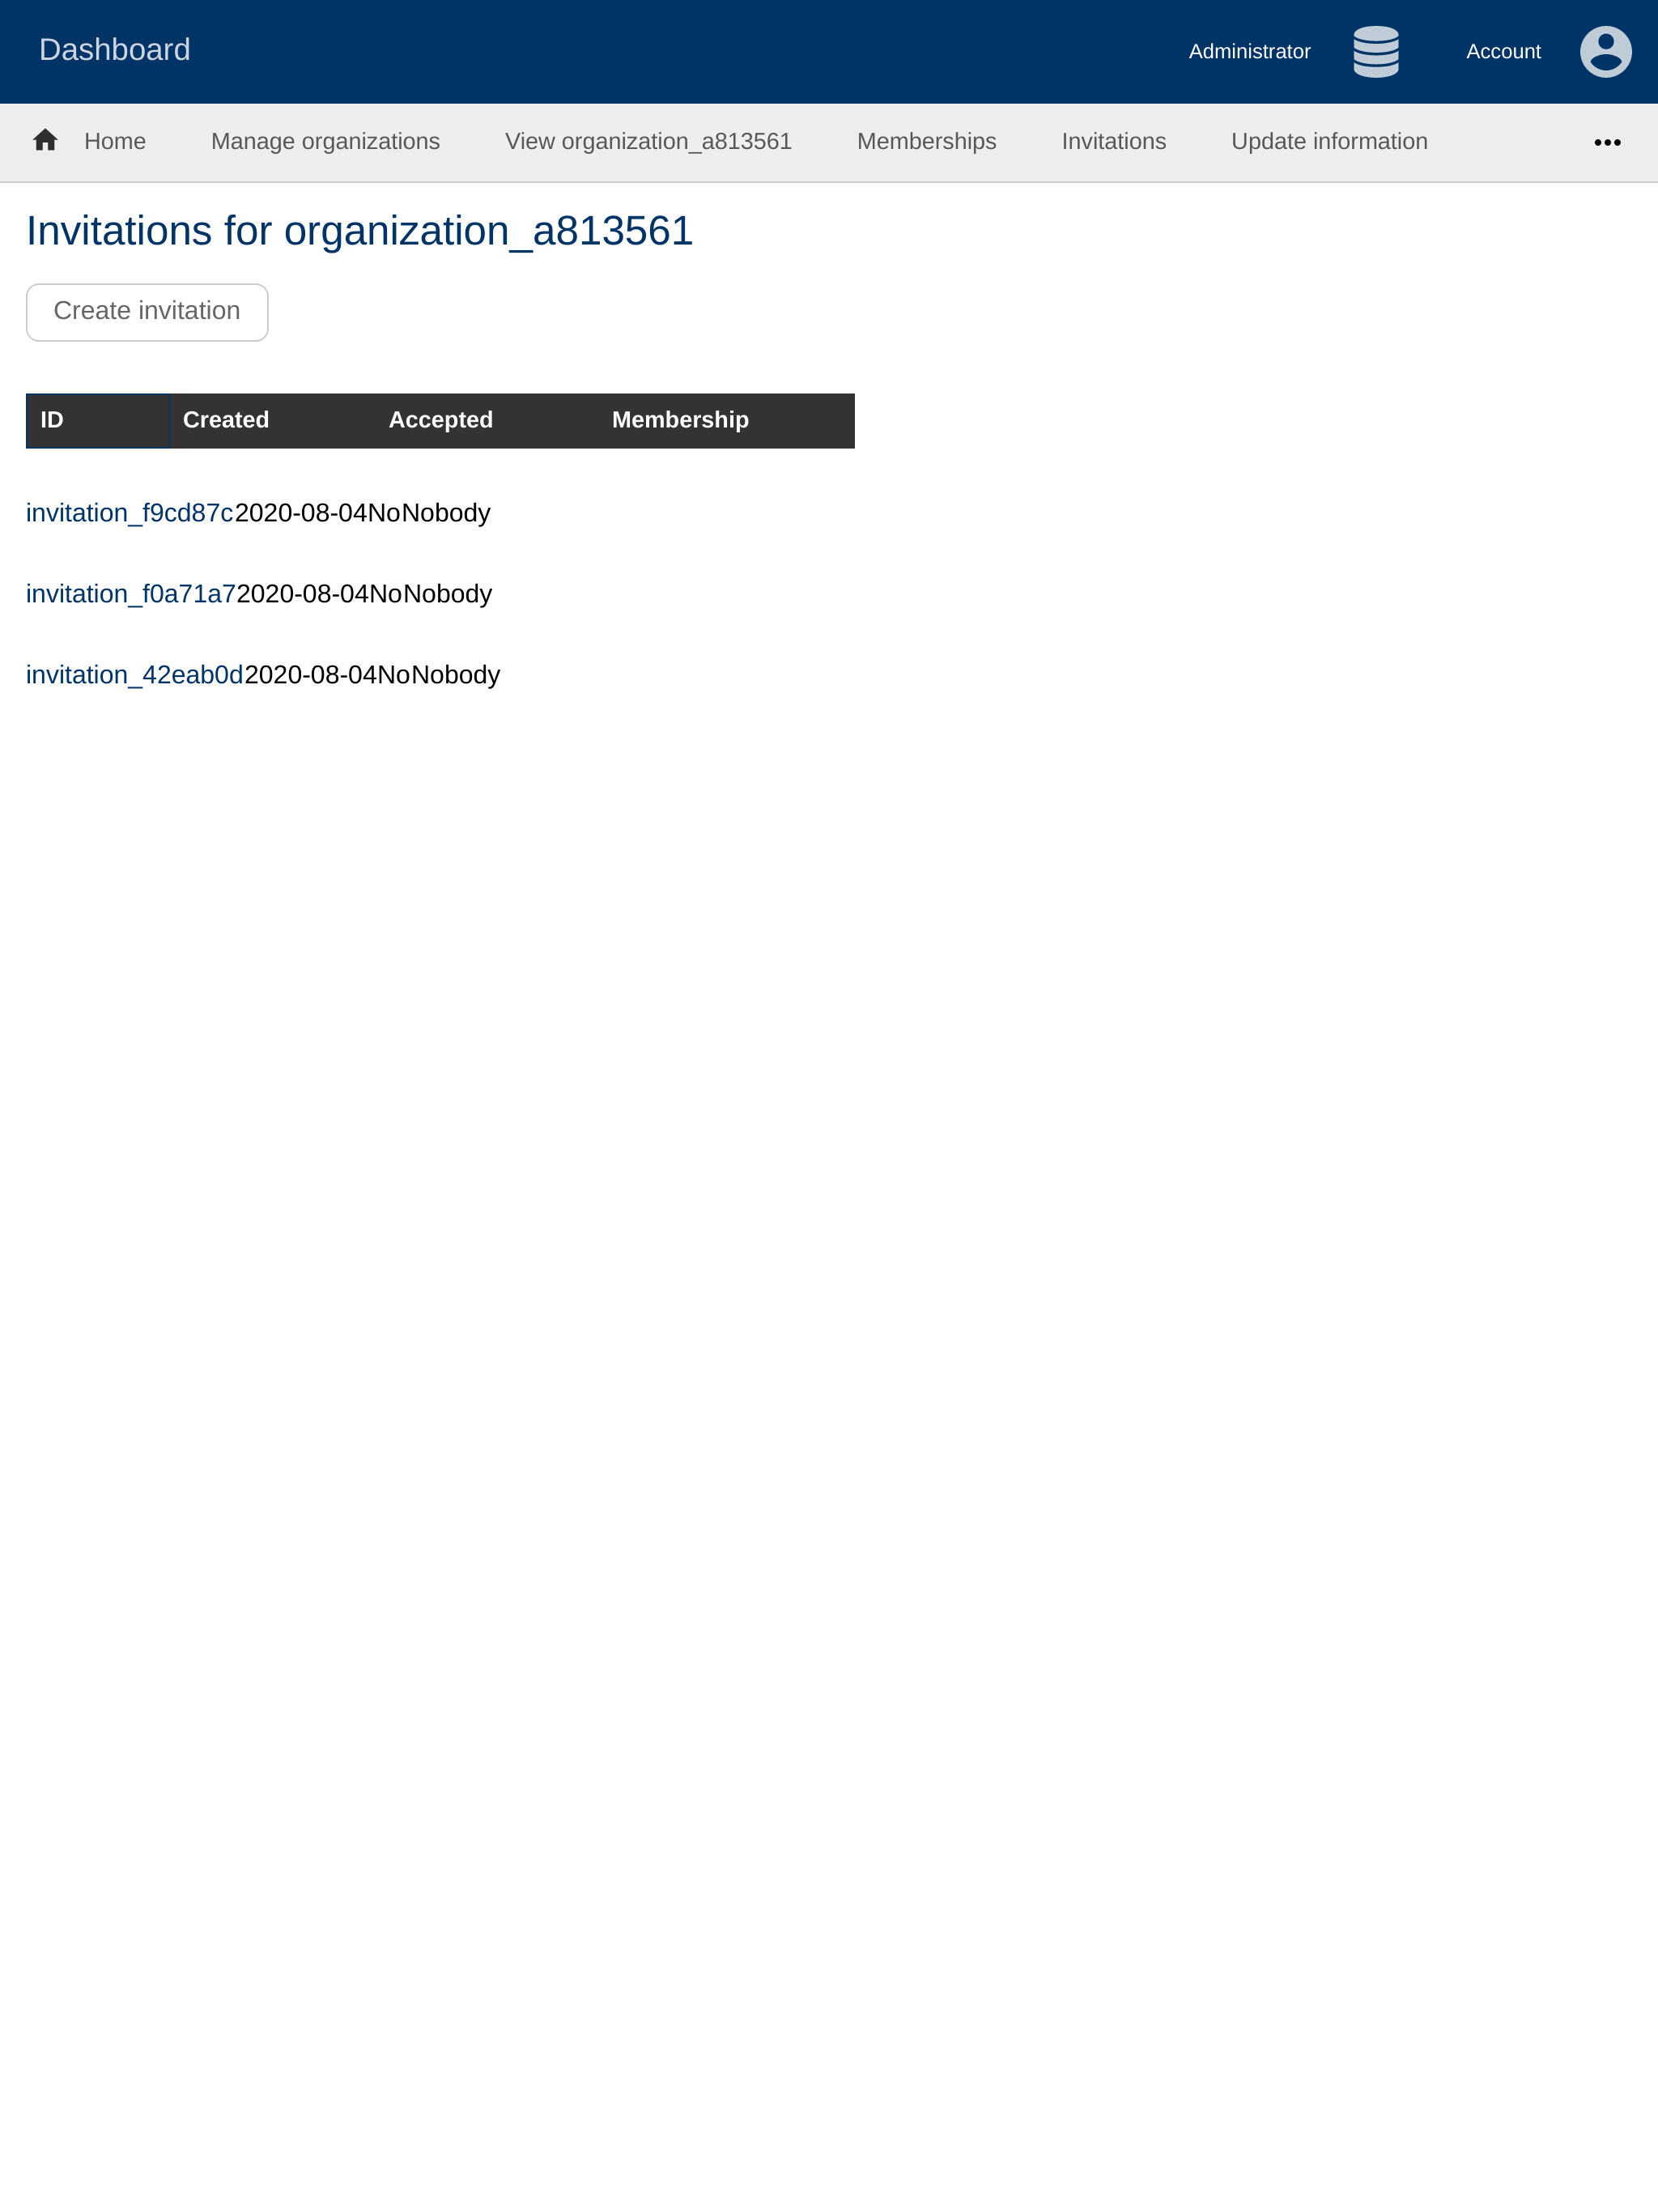 Dashboard Administrator Account
Home Manage organizations View organization_a813561 Memberships Invitations Update information
Invitations for organization_a813561
Create invitation
ID Created Accepted Membership
invitation_f9cd87c2020-08-04NoNobody
invitation_f0a71a72020-08-04NoNobody
invitation_42eab0d2020-08-04NoNobody